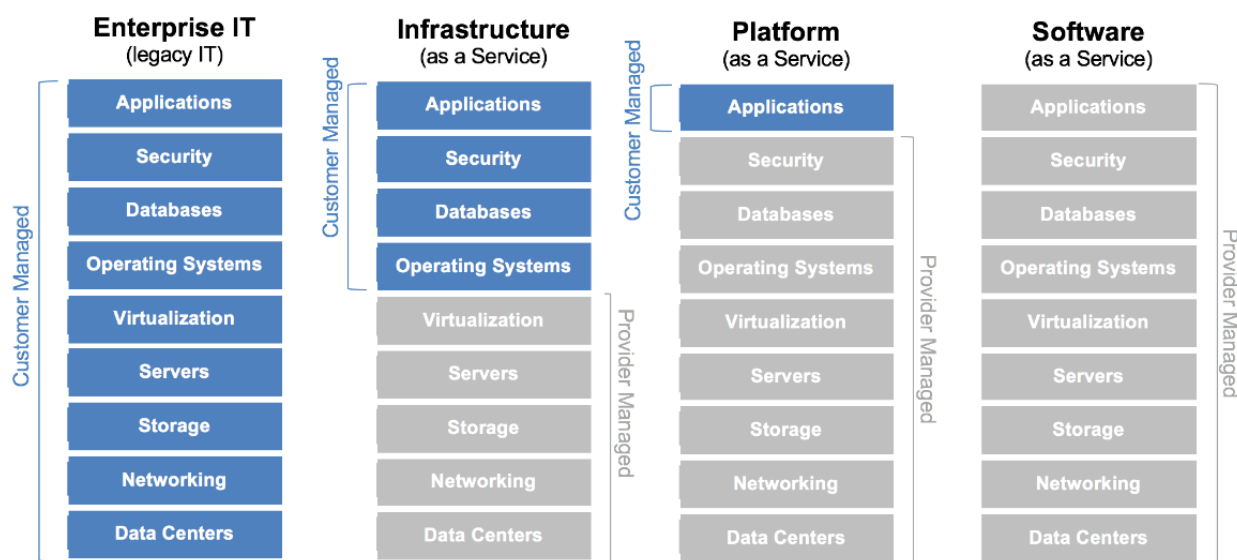 Enterprise IT
(legacy IT)
Customer Managed
Applications
Security
Databases
Operating Systems
Virtualization
Servers
Storage
Networking
Data Centers
Infrastructure
(as a Service)
Customer Managed
Applications
Security
Databases
Operating Systems
Virtualization
Servers
Storage
Networking
Data Centers
Provider Managed
Platform
(as a Service)
Customer Managed
Applications
Security
Databases
Operating Systems
Virtualization
Servers
Storage
Networking
Data Centers
Provider Managed
Software
(as a Service)
Applications
Security
Databases
Operating Systems
Virtualization
Servers
Storage
Networking
Data Centers
Provider Managed